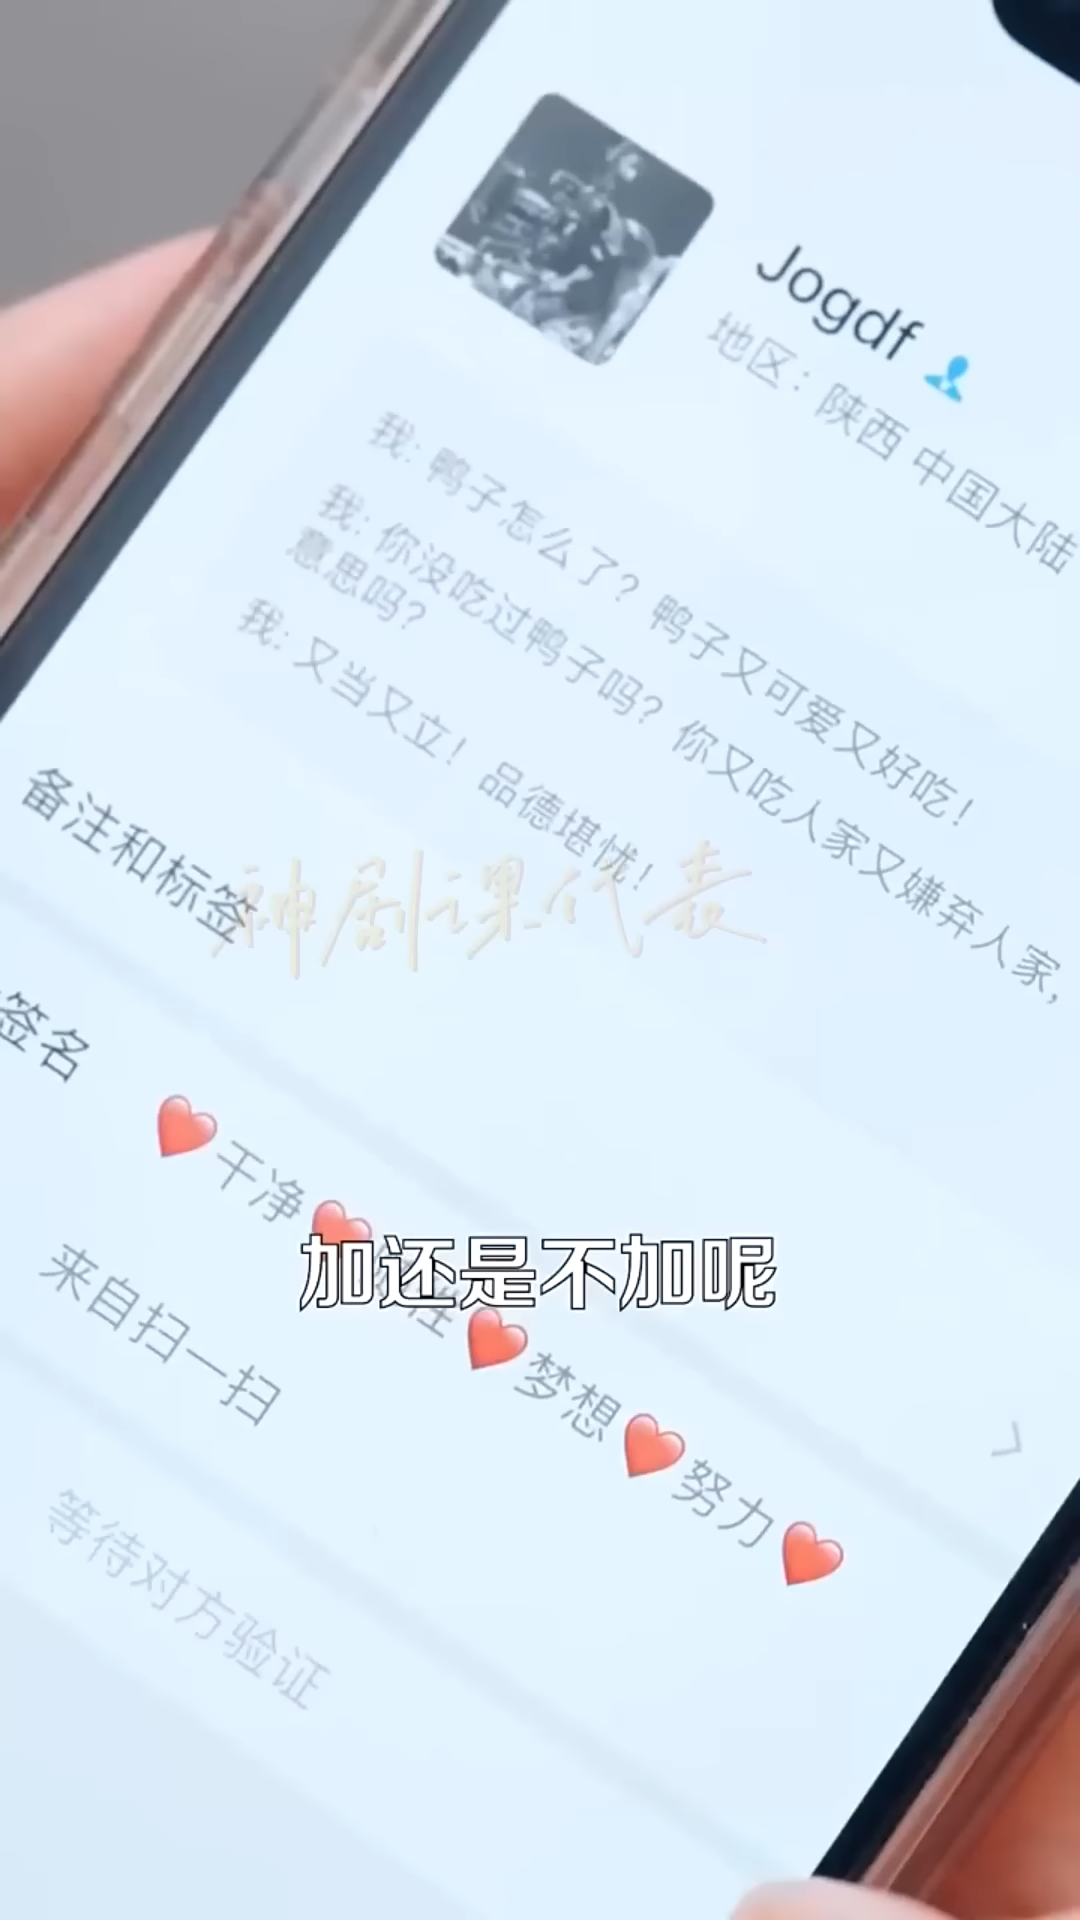 Jogdf
地区：陕西 中国大陆
我: 鸭子怎么了？鸭子又可爱又好吃！
我: 你没吃过鸭子吗？你又吃人家又嫌弃人家，
意思吗？
我: 又当又立！品德堪忧！
备注和标签
神剧课代表
签名
❤️干净❤️ ❤️梦想❤️努力❤️
加还是不加呢
来自扫一扫
等待对方验证